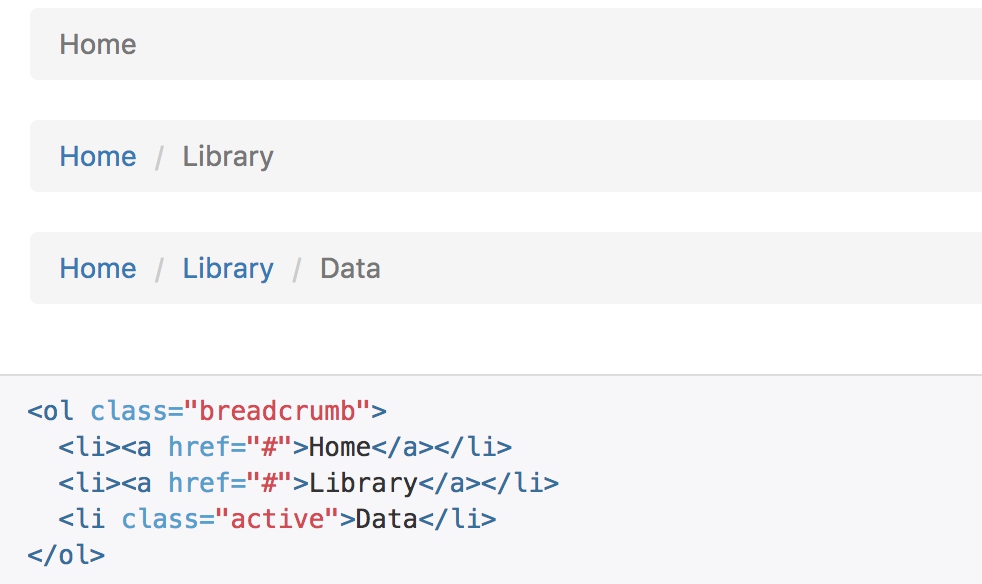 Home
Home / Library
Home / Library / Data
<ol class="breadcrumb">
  <li><a href="#">Home</a></li>
  <li><a href="#">Library</a></li>
  <li class="active">Data</li>
</ol>